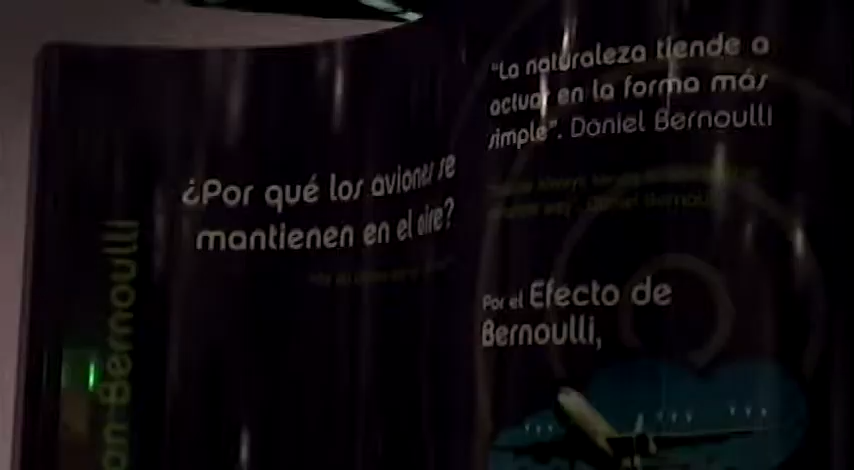 ¿Por qué los aviones se
mantienen en el aire?
an Bernoulli
"La naturaleza tiende a
actuar en la forma más
simple". Daniel Bernoulli
Por el Efecto de
Bernoulli,